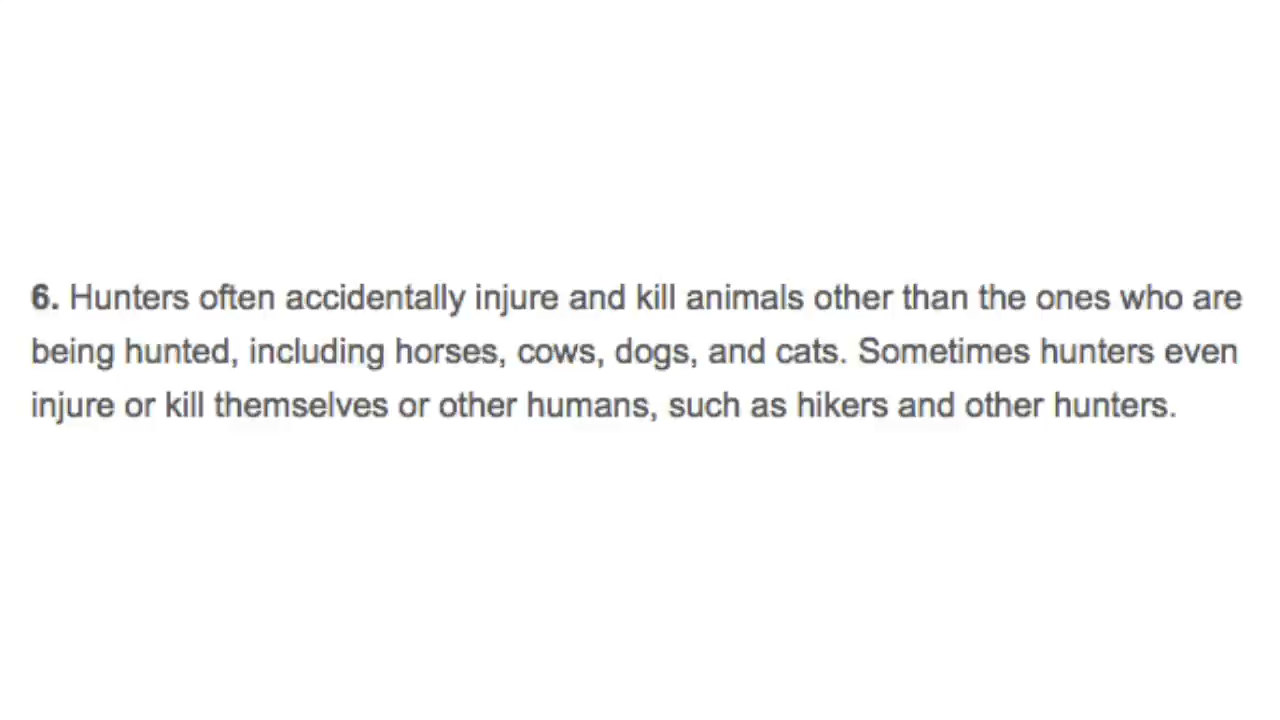 6. Hunters often accidentally injure and kill animals other than the ones who are
being hunted, including horses, cows, dogs, and cats. Sometimes hunters even
injure or kill themselves or other humans, such as hikers and other hunters.